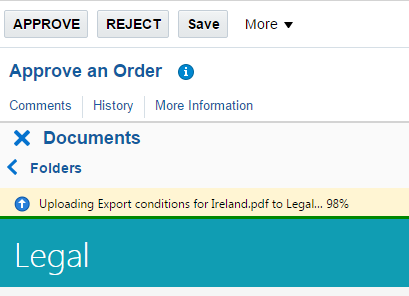 APPROVE REJECT Save More
Approve an Order
Comments History More Information
Documents
Folders
Uploading Export conditions for Ireland.pdf to Legal... 98%
Legal